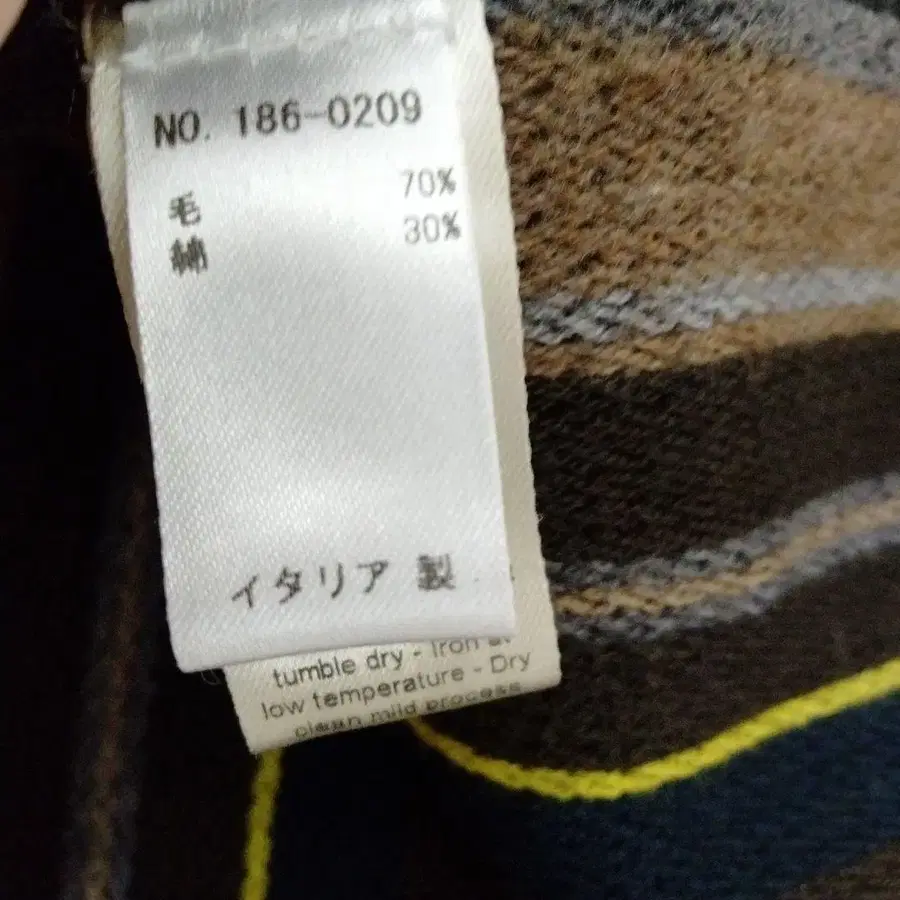 NO. 186-0209
毛 70%
綿 30%
イタリア 製
tumble dry - Iron at
low temperature - Dry
clean mild process